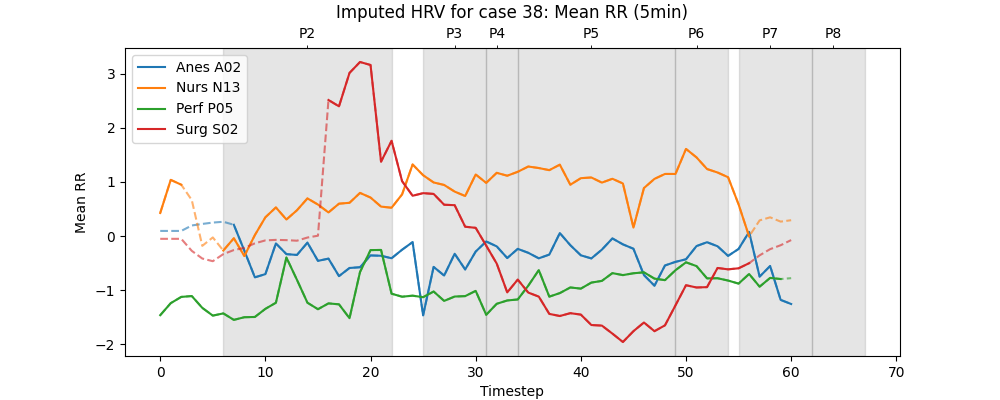 Imputed HRV for case 38: Mean RR (5min)
P2 P3 P4 P5 P6 P7 P8
Anes A02
Nurs N13
Perf P05
Surg S02
Mean RR
3
2
1
0
−1
−2
0 10 20 30 40 50 60 70
Timestep